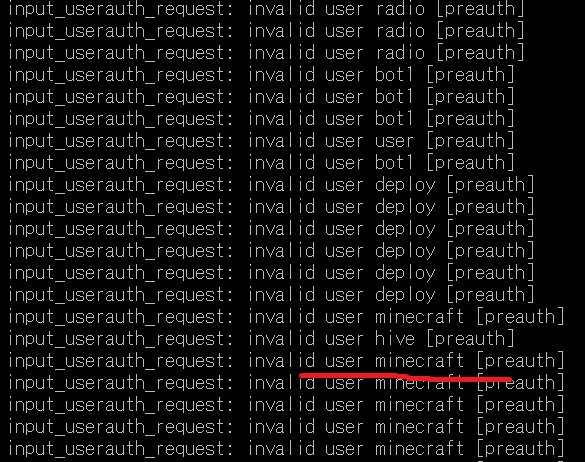 input_userauth_request: invalid user radio [preauth]
input_userauth_request: invalid user radio [preauth]
input_userauth_request: invalid user radio [preauth]
input_userauth_request: invalid user bot1 [preauth]
input_userauth_request: invalid user bot1 [preauth]
input_userauth_request: invalid user bot1 [preauth]
input_userauth_request: invalid user user [preauth]
input_userauth_request: invalid user bot1 [preauth]
input_userauth_request: invalid user deploy [preauth]
input_userauth_request: invalid user deploy [preauth]
input_userauth_request: invalid user deploy [preauth]
input_userauth_request: invalid user deploy [preauth]
input_userauth_request: invalid user deploy [preauth]
input_userauth_request: invalid user deploy [preauth]
input_userauth_request: invalid user minecraft [preauth]
input_userauth_request: invalid user hive [preauth]
input_userauth_request: invalid user minecraft [preauth]
input_userauth_request: invalid user minecraft [preauth]
input_userauth_request: invalid user minecraft [preauth]
input_userauth_request: invalid user minecraft [preauth]
input_userauth_request: invalid user minecraft [preauth]